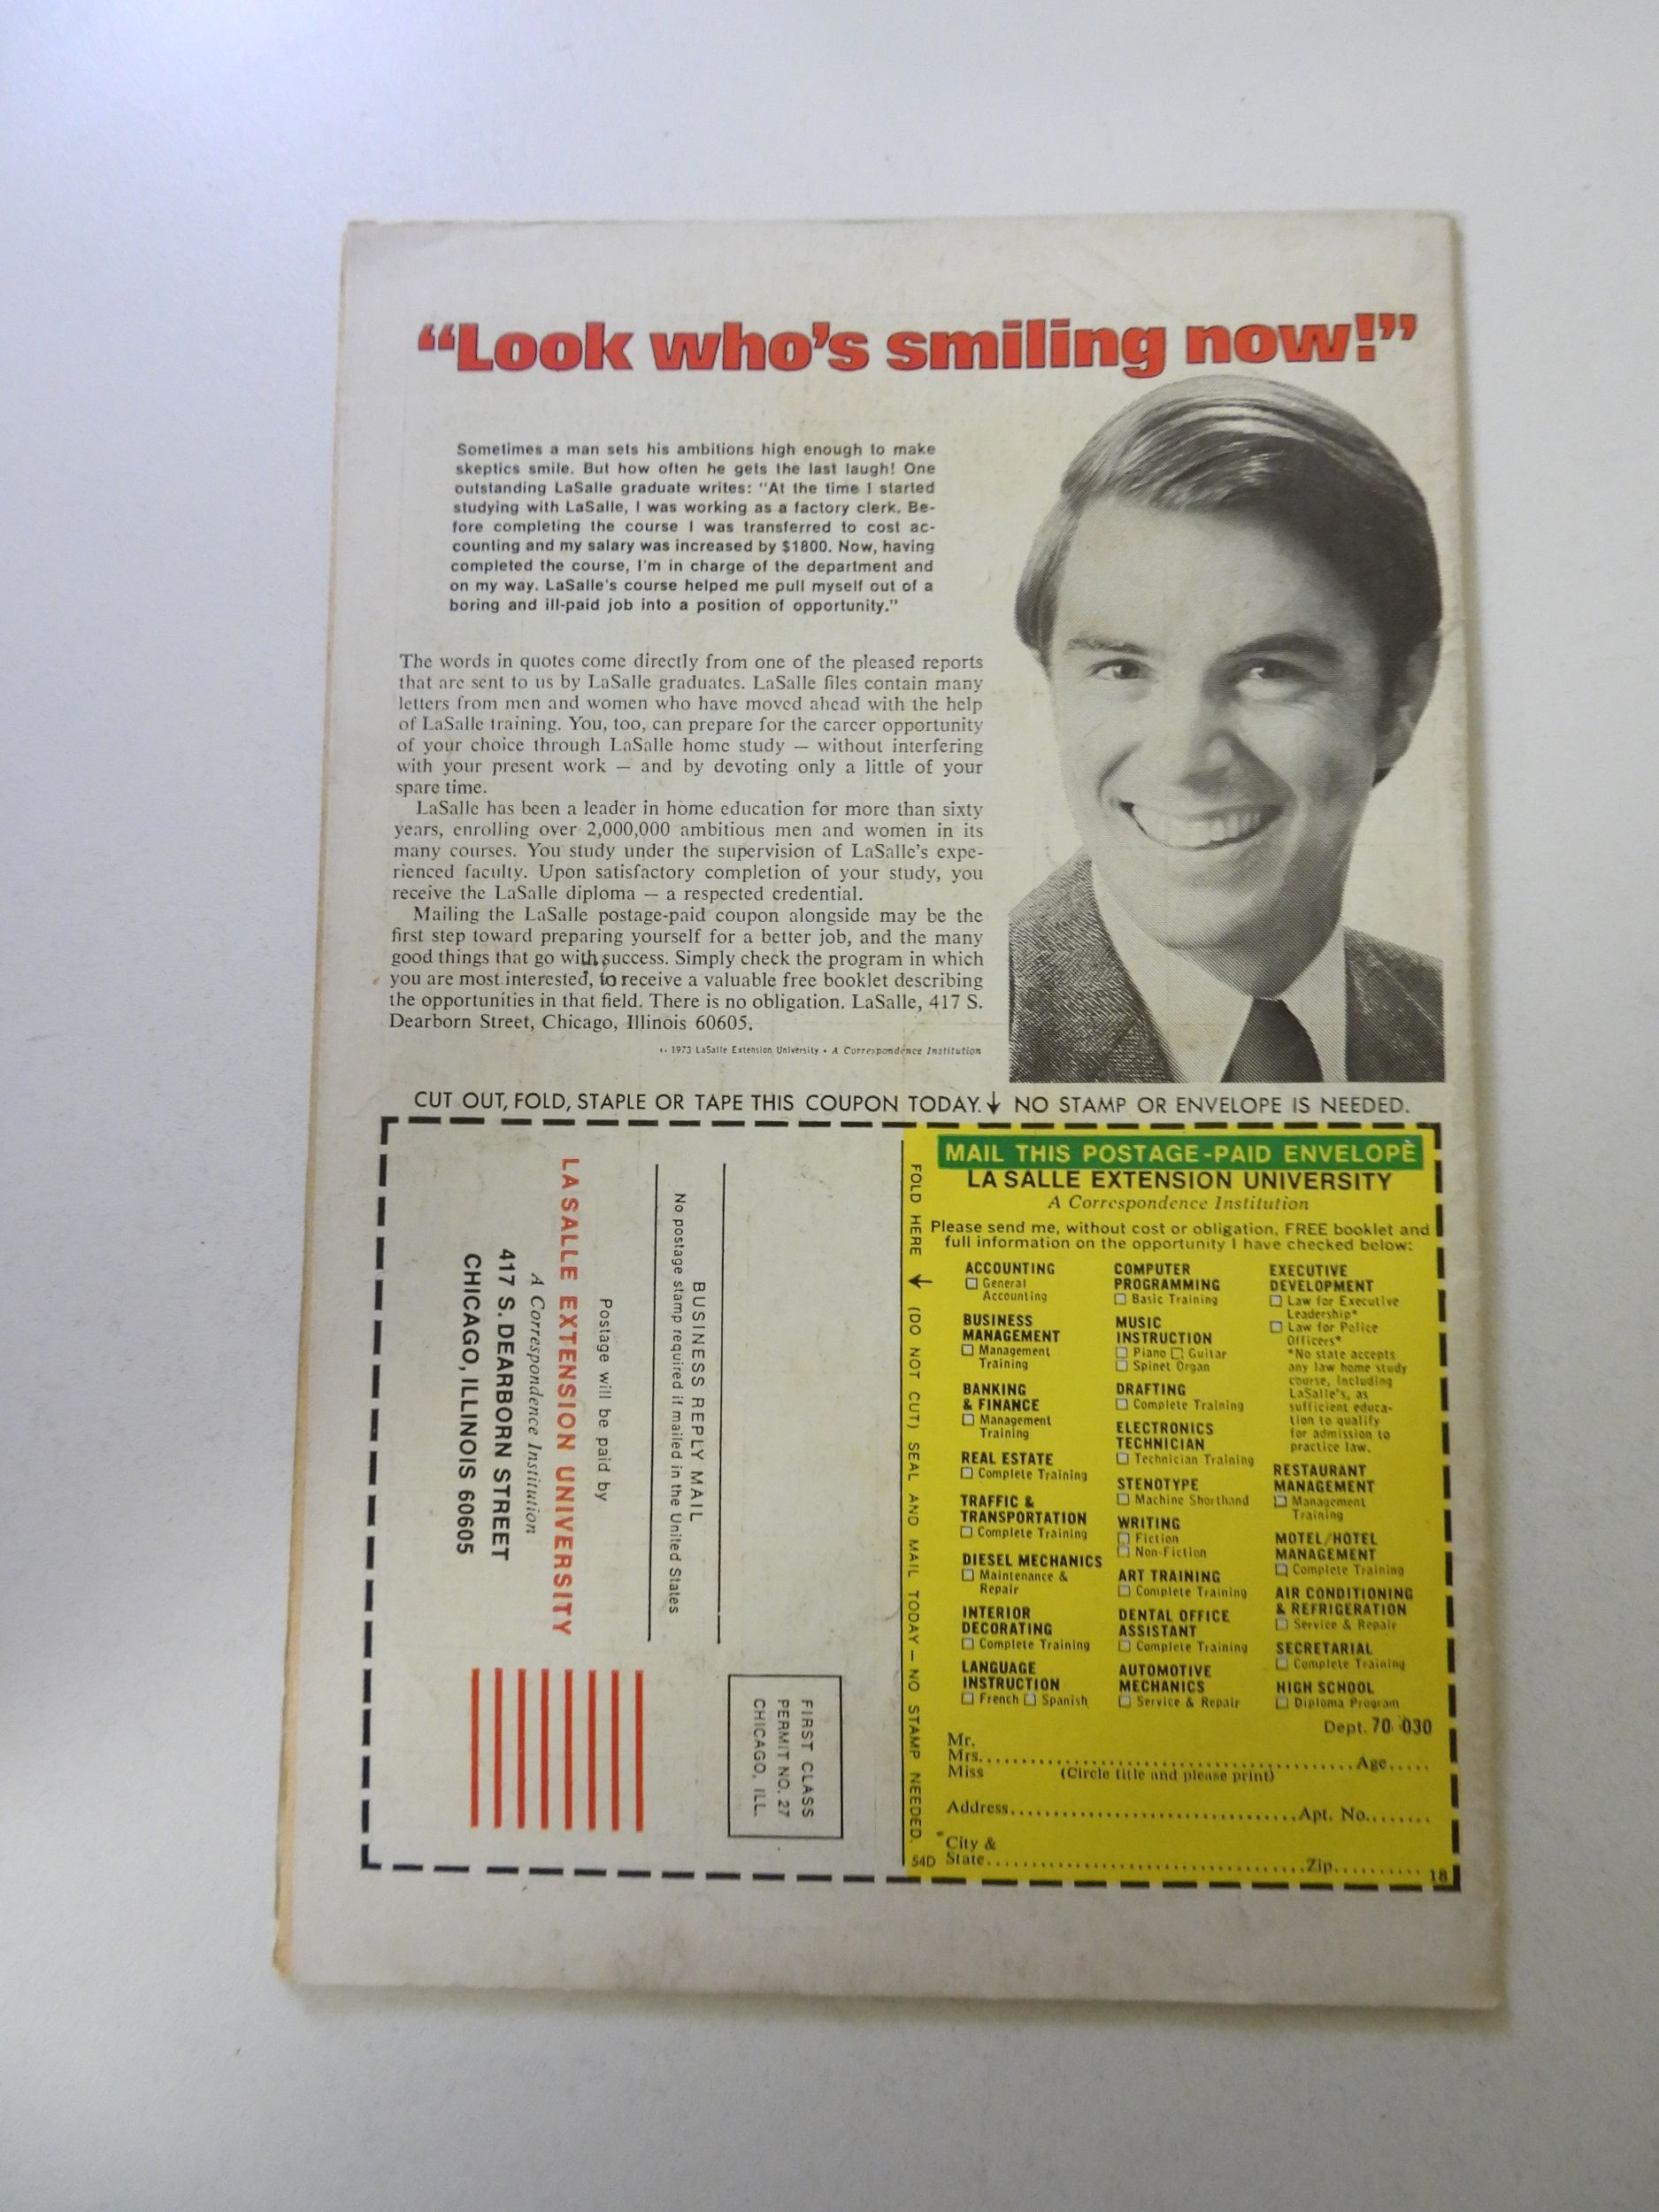 “Look who’s smiling now!”
Sometimes a man sets his ambitions high enough to make
skeptics smile. But how often he gets the last laugh! One
outstanding LaSalle graduate writes: “At the time I started
studying with LaSalle, I was working as a factory clerk. Be-
fore completing the course I was transferred to cost ac-
counting and my salary was increased by $1800. Now, having
completed the course, I’m in charge of the department and
on my way. LaSalle’s course helped me pull myself out of a
boring and ill-paid job into a position of opportunity.”
The words in quotes come directly from one of the pleased reports
that are sent to us by LaSalle graduates. LaSalle files contain many
letters from men and women who have moved ahead with the help
of LaSalle training. You, too, can prepare for the career opportunity
of your choice through LaSalle home study — without interfering
with your present work — and by devoting only a little of your
spare time.
LaSalle has been a leader in home education for more than sixty
years, enrolling over 2,000,000 ambitious men and women in its
many courses. You study under the supervision of LaSalle’s expe-
rienced faculty. Upon satisfactory completion of your study, you
receive the LaSalle diploma — a respected credential.
Mailing the LaSalle postage-paid coupon alongside may be the
first step toward preparing yourself for a better job, and the many
good things that go with success. Simply check the program in which
you are most interested, to receive a valuable free booklet describing
the opportunities in that field. There is no obligation. LaSalle, 417 S.
Dearborn Street, Chicago, Illinois 60605.
1973 LaSalle Extension University • A Correspondence Institution
CUT OUT, FOLD, STAPLE OR TAPE THIS COUPON TODAY. ↓ NO STAMP OR ENVELOPE IS NEEDED.
FIRST CLASS
PERMIT NO. 27
CHICAGO, ILL.
BUSINESS REPLY MAIL
No postage stamp required if mailed in the United States
Postage will be paid by
LA SALLE EXTENSION UNIVERSITY
A Correspondence Institution
417 S. DEARBORN STREET
CHICAGO, ILLINOIS 60605
FOLD HERE ↓ (DO NOT CUT) SEAL AND MAIL TODAY — NO STAMP NEEDED.
54D
MAIL THIS POSTAGE-PAID ENVELOPE
LA SALLE EXTENSION UNIVERSITY
A Correspondence Institution
Please send me, without cost or obligation, FREE booklet and
full information on the opportunity I have checked below:
ACCOUNTING
☐ General
Accounting
BUSINESS
MANAGEMENT
☐ Management
Training
BANKING
& FINANCE
☐ Management
Training
REAL ESTATE
☐ Complete Training
TRAFFIC &
TRANSPORTATION
☐ Complete Training
DIESEL MECHANICS
☐ Maintenance &
Repair
INTERIOR
DECORATING
☐ Complete Training
LANGUAGE
INSTRUCTION
☐ French ☐ Spanish
COMPUTER
PROGRAMMING
☐ Basic Training
MUSIC
INSTRUCTION
☐ Piano ☐ Guitar
☐ Spinet Organ
DRAFTING
☐ Complete Training
ELECTRONICS
TECHNICIAN
☐ Technician Training
STENOTYPE
☐ Machine Shorthand
WRITING
☐ Fiction
☐ Non-Fiction
ART TRAINING
☐ Complete Training
DENTAL OFFICE
ASSISTANT
☐ Complete Training
AUTOMOTIVE
MECHANICS
☐ Service & Repair
EXECUTIVE
DEVELOPMENT
☐ Law for Executive
Leadership*
☐ Law for Police
Officers*
*No state accepts
any law home study
course, including
LaSalle’s, as
sufficient educa-
tion to qualify
for admission to
practice law.
RESTAURANT
MANAGEMENT
☐ Management
Training
MOTEL/HOTEL
MANAGEMENT
☐ Complete Training
AIR CONDITIONING
& REFRIGERATION
☐ Service & Repair
SECRETARIAL
☐ Complete Training
HIGH SCHOOL
☐ Diploma Program
Dept. 70-030
Mr.
Mrs. Age
Miss (Circle title and please print)
Address Apt. No.
City &
State Zip
18